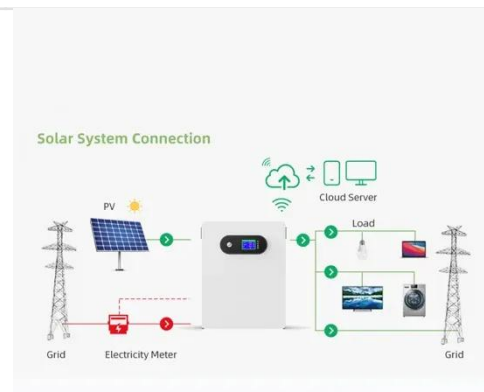 Solar System Connection
Cloud Server
PV
Load
Grid
Electricity Meter
Grid